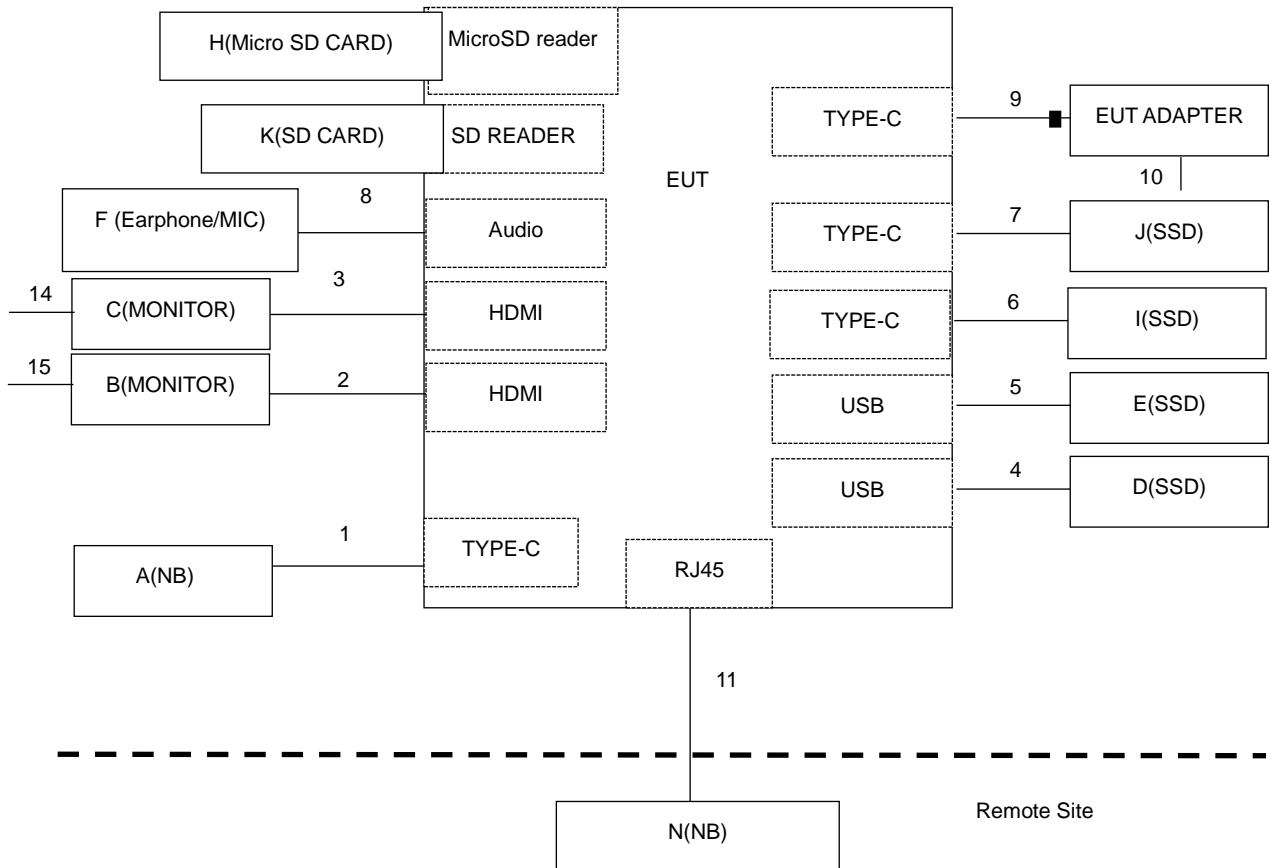 H(Micro SD CARD)
MicroSD reader
K(SD CARD)
SD READER
TYPE-C
9
EUT ADAPTER
EUT
10
F (Earphone/MIC)
8
Audio
TYPE-C
7
J(SSD)
14
C(MONITOR)
3
HDMI
TYPE-C
6
I(SSD)
15
B(MONITOR)
2
HDMI
USB
5
E(SSD)
USB
4
D(SSD)
A(NB)
1
TYPE-C
RJ45
11
Remote Site
N(NB)